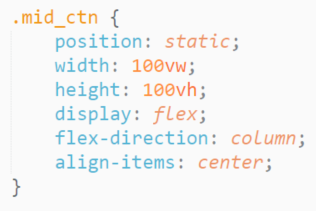 .mid_ctn {
position: static;
width: 100vw;
height: 100vh;
display: flex;
flex-direction: column;
align-items: center;
}